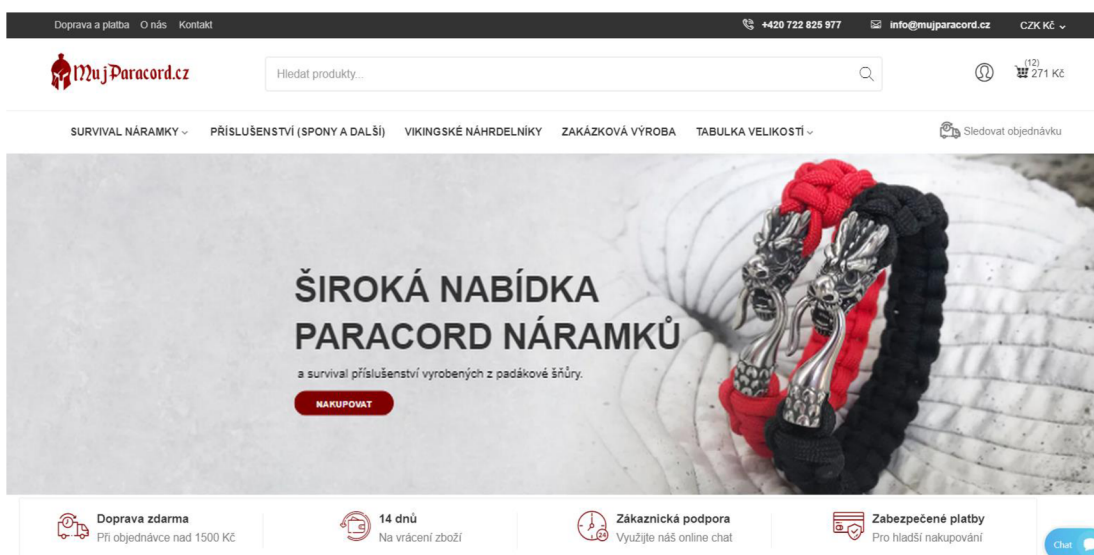 Doprava a platba O nás Kontakt
+420 722 825 977 info@mujparacord.cz CZK Kč
MujParacord.cz
Hledat produkty...
(12)
271 Kč
SURVIVAL NÁRAMKY PŘÍSLUŠENSTVÍ (SPONY A DALŠÍ) VIKINGSKÉ NÁHRDELNÍKY ZAKÁZKOVÁ VÝROBA TABULKA VELIKOSTÍ
Sledovat objednávku
ŠIROKÁ NABÍDKA
PARACORD NÁRAMKŮ
a survival příslušenství vyrobených z padákové šňůry.
NAKUPOVAT
Doprava zdarma
Při objednávce nad 1500 Kč
14 dnů
Na vrácení zboží
24
Zákaznická podpora
Využijte náš online chat
Zabezpečené platby
Pro hladší nakupování
Chat